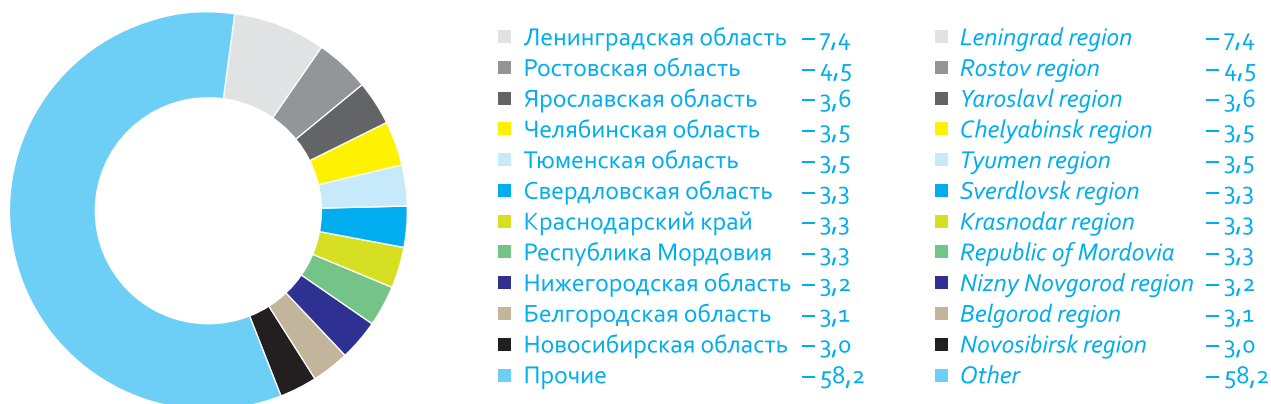 Ленинградская область – 7,4
Ростовская область – 4,5
Ярославская область – 3,6
Челябинская область – 3,5
Тюменская область – 3,5
Свердловская область – 3,3
Краснодарский край – 3,3
Республика Мордовия – 3,3
Нижегородская область – 3,2
Белгородская область – 3,1
Новосибирская область – 3,0
Прочие – 58,2
Leningrad region – 7,4
Rostov region – 4,5
Yaroslavl region – 3,6
Chelyabinsk region – 3,5
Tyumen region – 3,5
Sverdlovsk region – 3,3
Krasnodar region – 3,3
Republic of Mordovia – 3,3
Nizny Novgorod region – 3,2
Belgorod region – 3,1
Novosibirsk region – 3,0
Other – 58,2